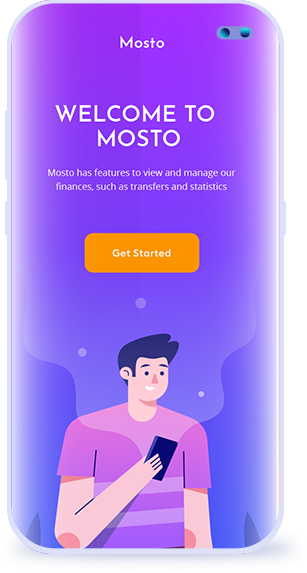 Mosto
WELCOME TO
MOSTO
Mosto has features to view and manage our
finances, such as transfers and statistics
Get Started